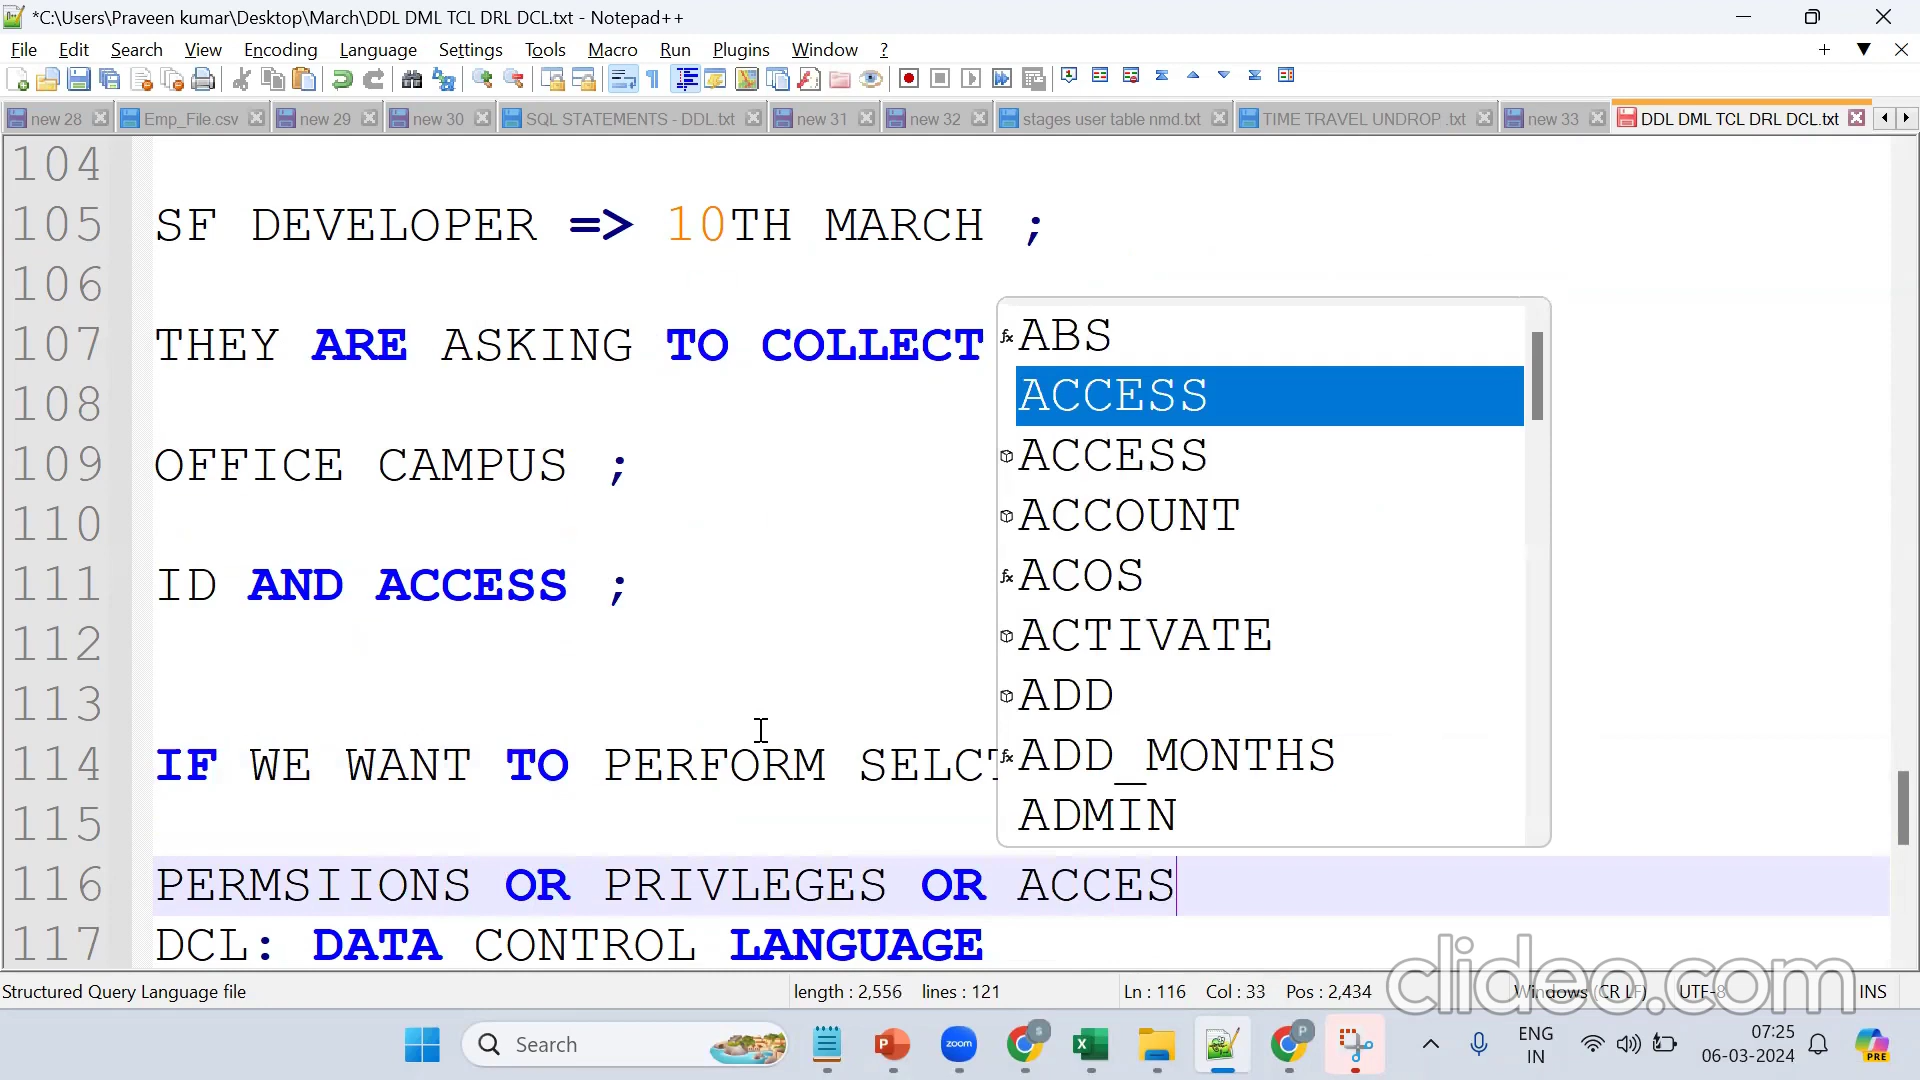 *C:\Users\Praveen kumar\Desktop\March\DDL DML TCL DRL DCL.txt - Notepad++
File Edit Search View Encoding Language Settings Tools Macro Run Plugins Window ?
new 28 Emp_File.csv new 29 new 30 SQL STATEMENTS - DDL.txt new 31 new 32 stages user table nmd.txt TIME TRAVEL UNDROP .txt new 33 DDL DML TCL DRL DCL.txt
104
105 SF DEVELOPER => 10TH MARCH ;
106
107 THEY ARE ASKING TO COLLECT
108
109 OFFICE CAMPUS ;
110
111 ID AND ACCESS ;
112
113
114 IF WE WANT TO PERFORM SELCT
115
116 PERMSIIONS OR PRIVLEGES OR ACCES
117 DCL: DATA CONTROL LANGUAGE
ABS
ACCESS
ACCESS
ACCOUNT
ACOS
ACTIVATE
ADD
ADD_MONTHS
ADMIN
Structured Query Language file length : 2,556 lines : 121 Ln : 116 Col : 33 Pos : 2,434 Windows (CR LF) UTF-8 INS
clideo.com
Search zoom ENG IN 07:25 06-03-2024 PRE